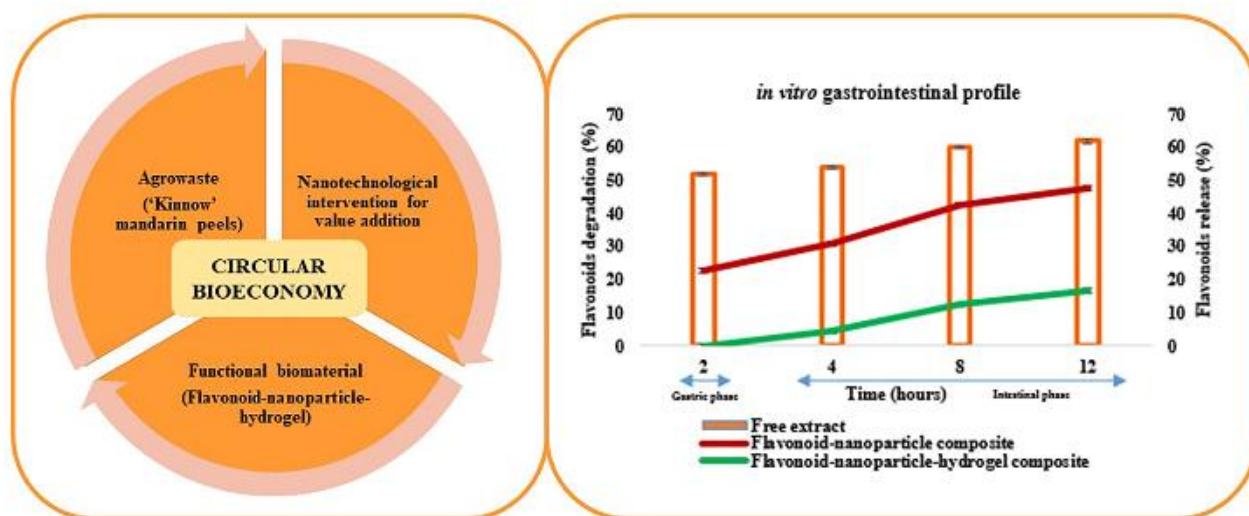 Agrowaste
('Kinnow'
mandarin peels)
Nanotechnological
intervention for
value addition
CIRCULAR
BIOECONOMY
Functional biomaterial
(Flavonoid-nanoparticle-
hydrogel)
in vitro gastrointestinal profile
Flavonoids degradation (%)
70
60
50
40
30
20
10
0
70
60
50
40
30
20
10
0
Flavonoids release (%)
2 4 8 12
Gastric phase Time (hours) Intestinal phase
Free extract
Flavonoid-nanoparticle composite
Flavonoid-nanoparticle-hydrogel composite